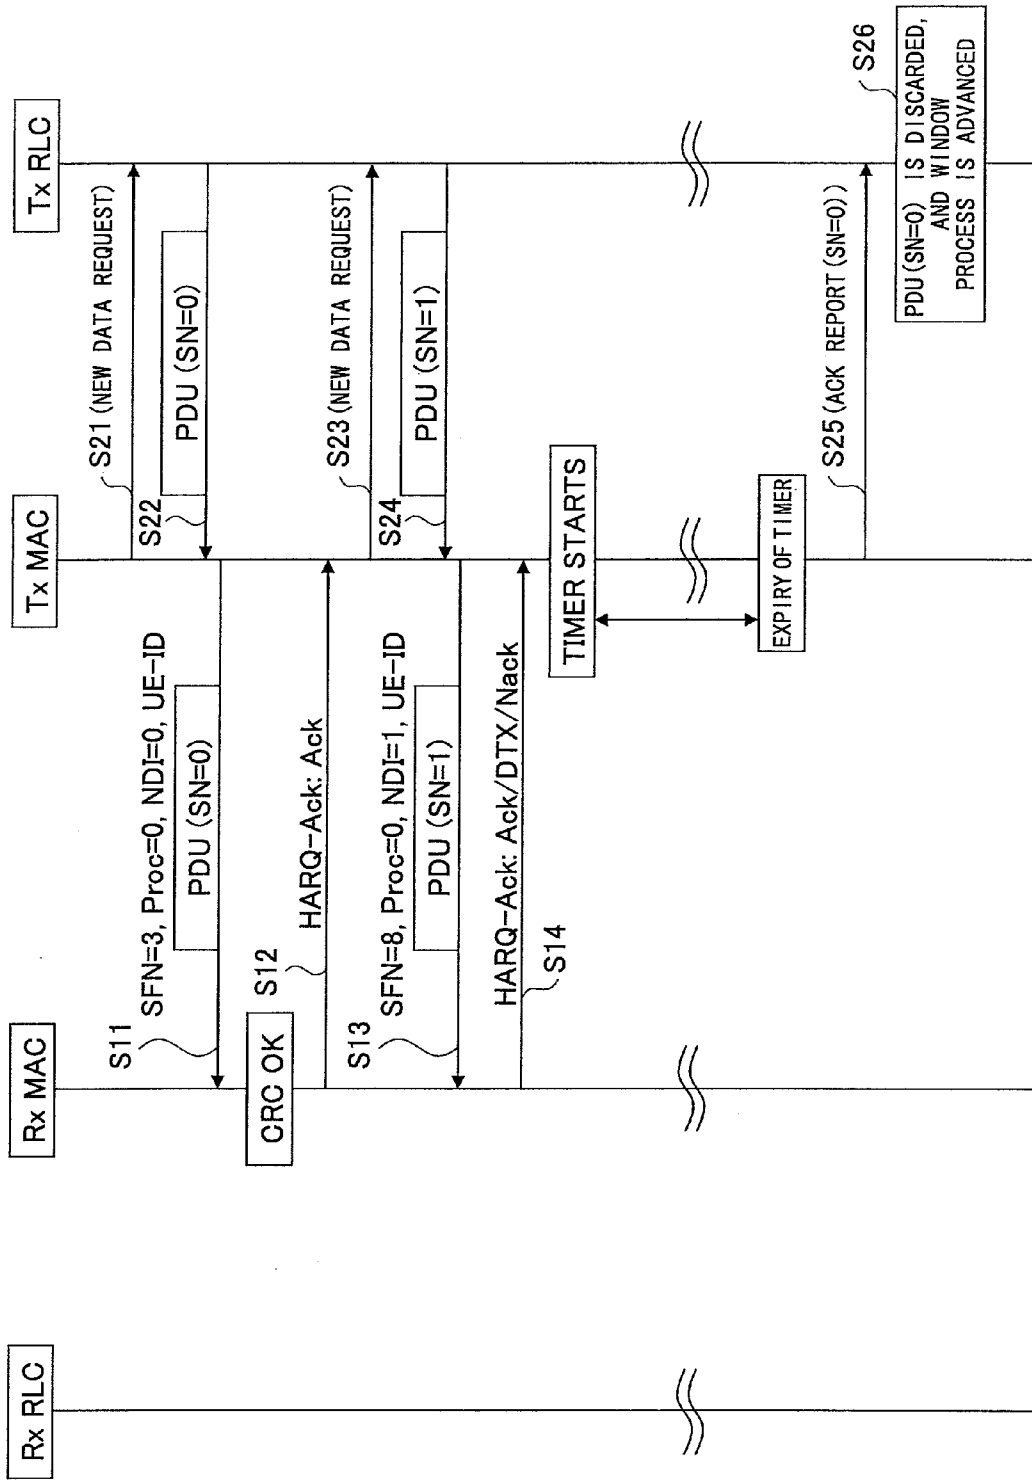 Rx RLC
Rx MAC
Tx MAC
Tx RLC
S21 (NEW DATA REQUEST)
S22
PDU (SN=0)
S11
SFN=3, Proc=0, NDI=0, UE-ID
PDU (SN=0)
CRC OK
S12
HARQ-Ack: Ack
S23 (NEW DATA REQUEST)
S24
PDU (SN=1)
S13
SFN=8, Proc=0, NDI=1, UE-ID
PDU (SN=1)
HARQ-Ack: Ack/DTX/Nack
S14
TIMER STARTS
EXPIRY OF TIMER
S25 (ACK REPORT (SN=0))
S26
PDU (SN=0) IS DISCARDED,
AND WINDOW
PROCESS IS ADVANCED